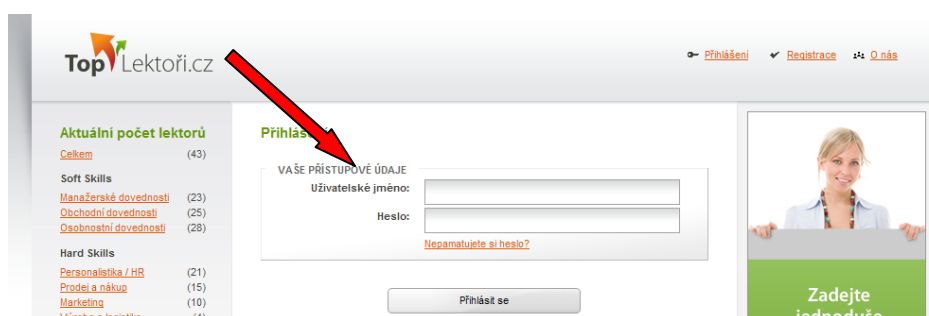 TopLektoři.cz
Přihlášení
Registrace
O nás
Aktuální počet lektorů
Celkem (43)
Soft Skills
Manažerské dovednosti (23)
Obchodní dovednosti (25)
Osobnostní dovednosti (28)
Hard Skills
Personalistika / HR (21)
Prodej a nákup (15)
Marketing (10)
VAŠE PŘÍSTUPOVÉ ÚDAJE
Uživatelské jméno:
Heslo:
Nepamatujete si heslo?
Přihlásit se
Zadejte
jednoduše